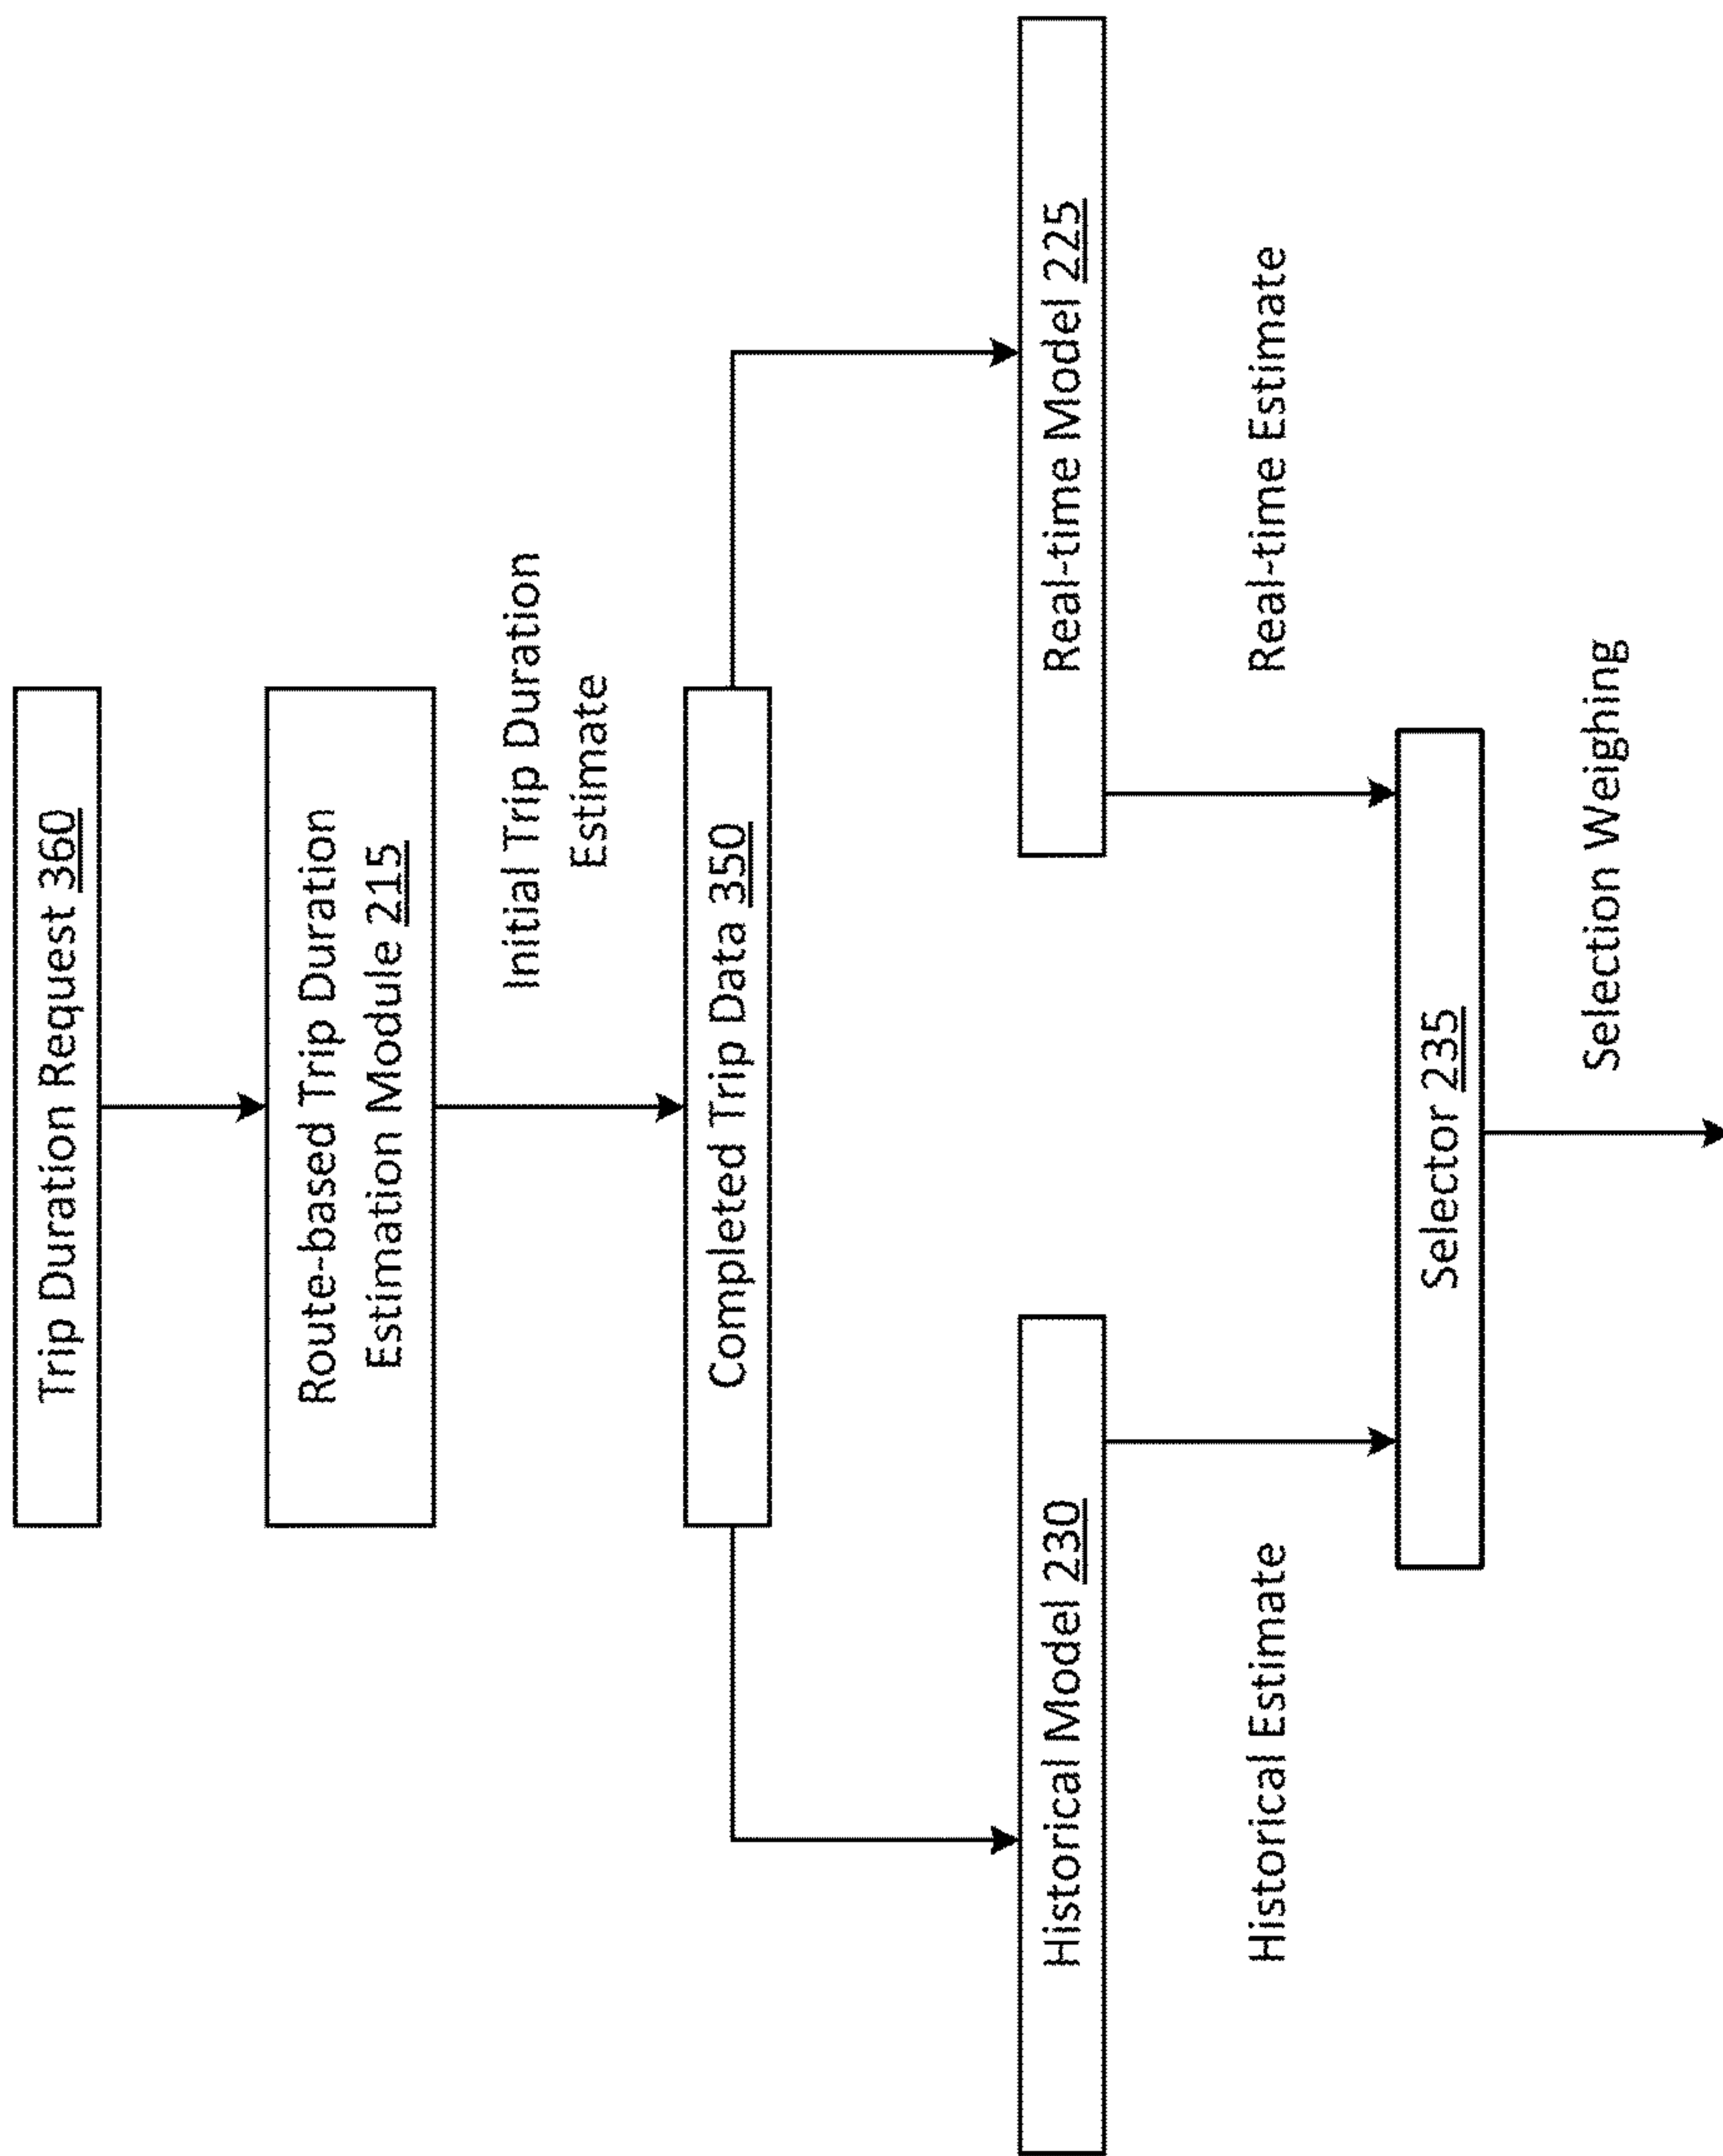 Trip Duration Request 360
Route-based Trip Duration
Estimation Module 215
Initial Trip Duration
Estimate
Completed Trip Data 350
Historical Model 230
Real-time Model 225
Historical Estimate
Real-time Estimate
Selector 235
Selection Weighing